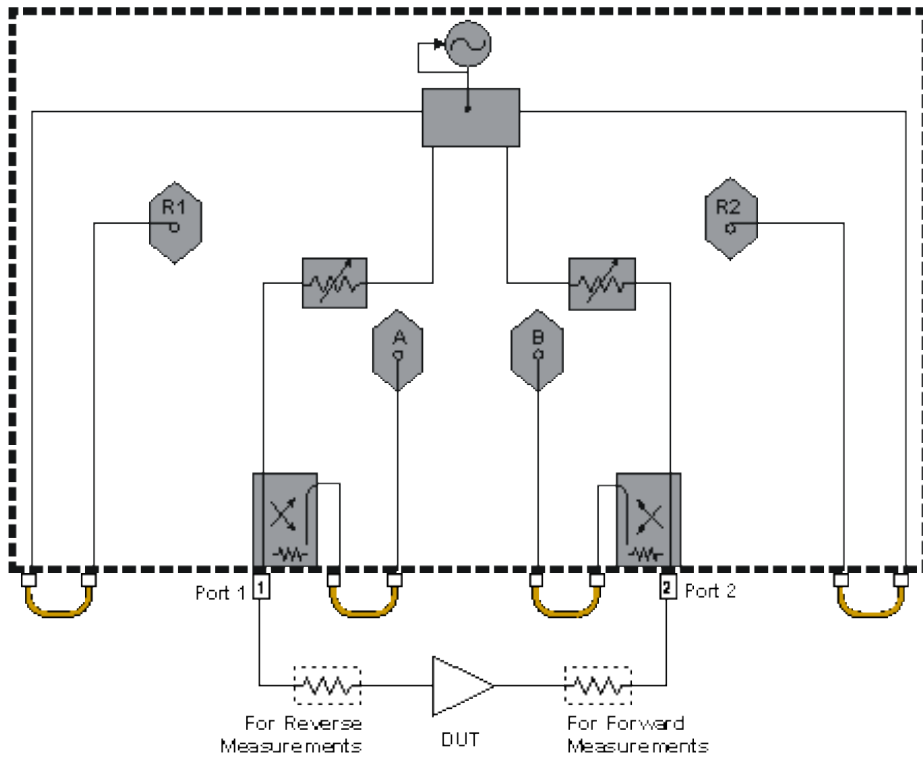 R1
R2
A
B
Port 1
1
2
Port 2
For Reverse
Measurements
DUT
For Forward
Measurements